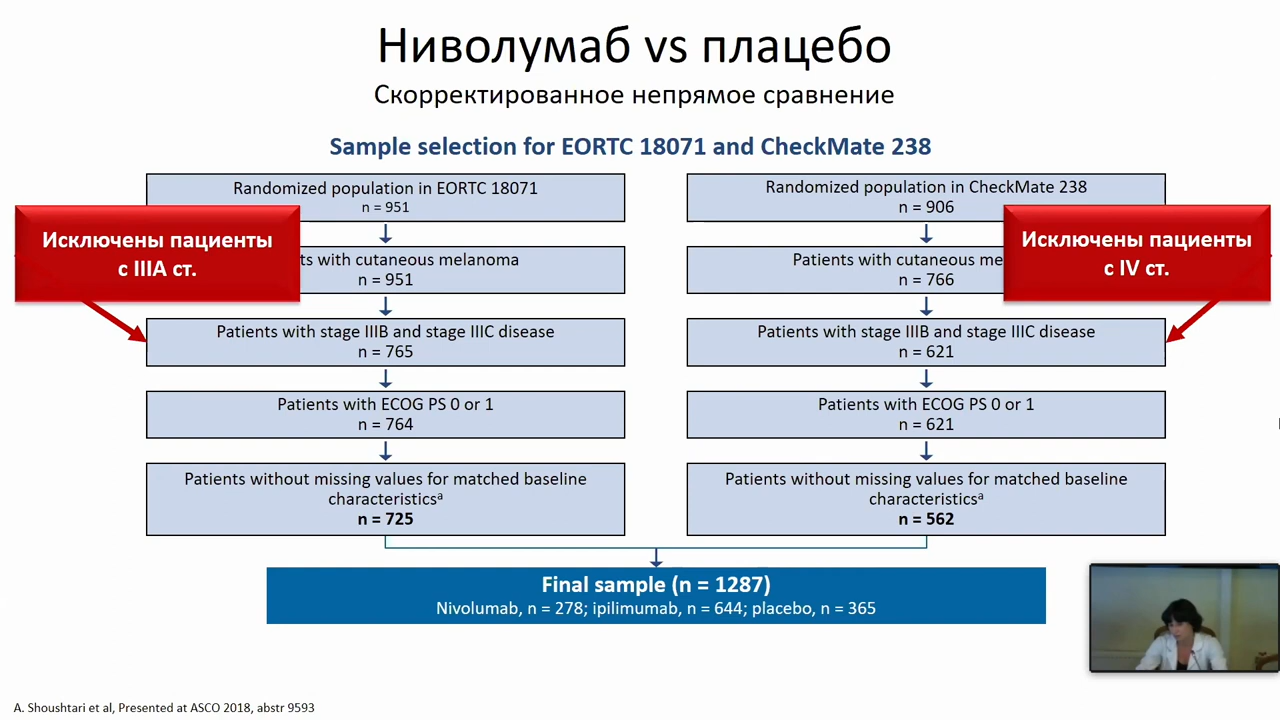 Ниволумаб vs плацебо
Скорректированное непрямое сравнение
Sample selection for EORTC 18071 and CheckMate 238
Randomized population in EORTC 18071
n = 951
Исключены пациенты
с IIIA ст.
with cutaneous melanoma
n = 951
Patients with stage IIIB and stage IIIC disease
n = 765
Patients with ECOG PS 0 or 1
n = 764
Patients without missing values for matched baseline
characteristicsᵃ
n = 725
Randomized population in CheckMate 238
n = 906
Исключены пациенты
с IV ст.
Patients with cutaneous
n = 766
Patients with stage IIIB and stage IIIC disease
n = 621
Patients with ECOG PS 0 or 1
n = 621
Patients without missing values for matched baseline
characteristicsᵃ
n = 562
Final sample (n = 1287)
Nivolumab, n = 278; ipilimumab, n = 644; placebo, n = 365
A. Shoushtari et al, Presented at ASCO 2018, abstr 9593